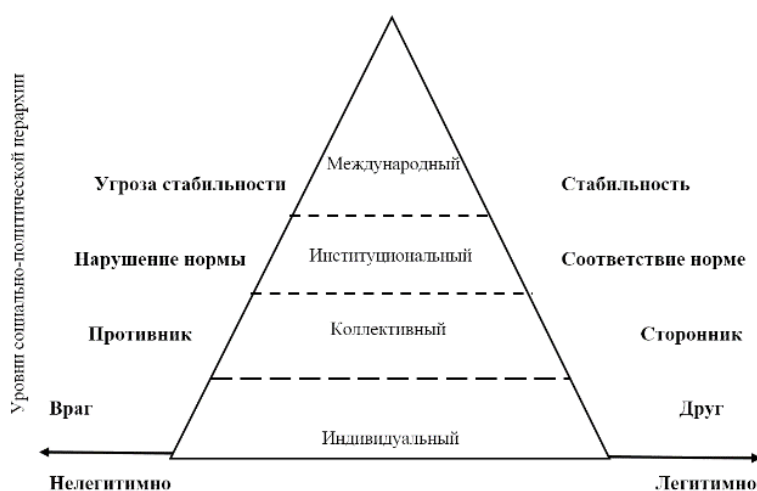 Уровни социально-политической иерархии
Международный
Угроза стабильности
Стабильность
Нарушение нормы
Институциональный
Соответствие норме
Противник
Коллективный
Сторонник
Враг
Друг
Индивидуальный
Нелегитимно
Легитимно